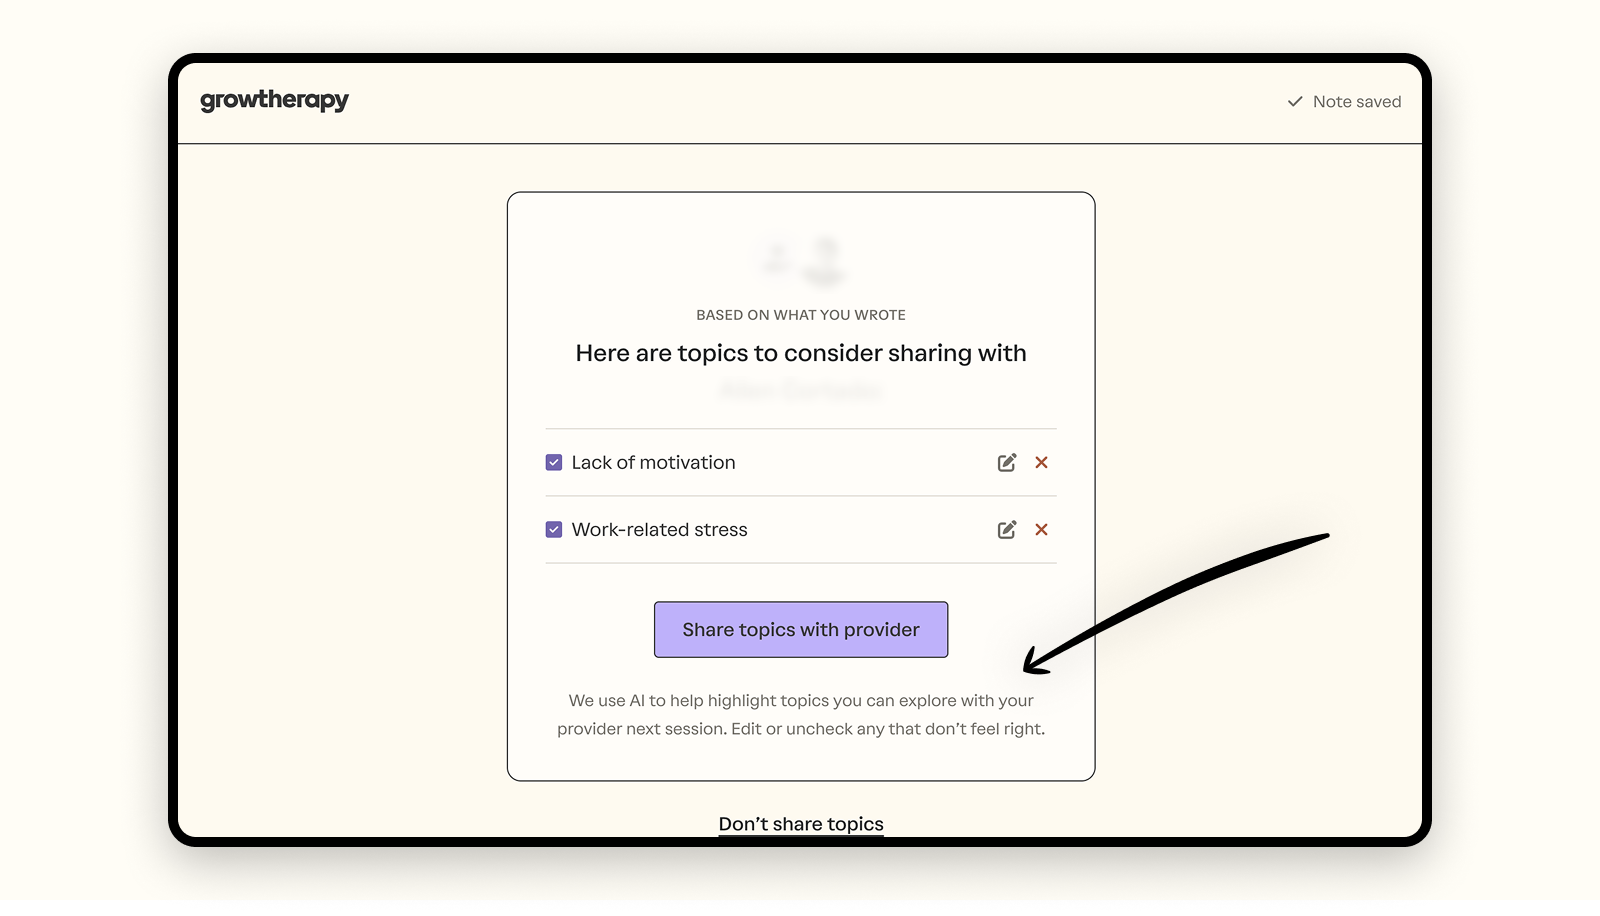 growtherapy
Note saved
BASED ON WHAT YOU WROTE
Here are topics to consider sharing with
Lack of motivation
Work-related stress
Share topics with provider
We use AI to help highlight topics you can explore with your
provider next session. Edit or uncheck any that don’t feel right.
Don’t share topics